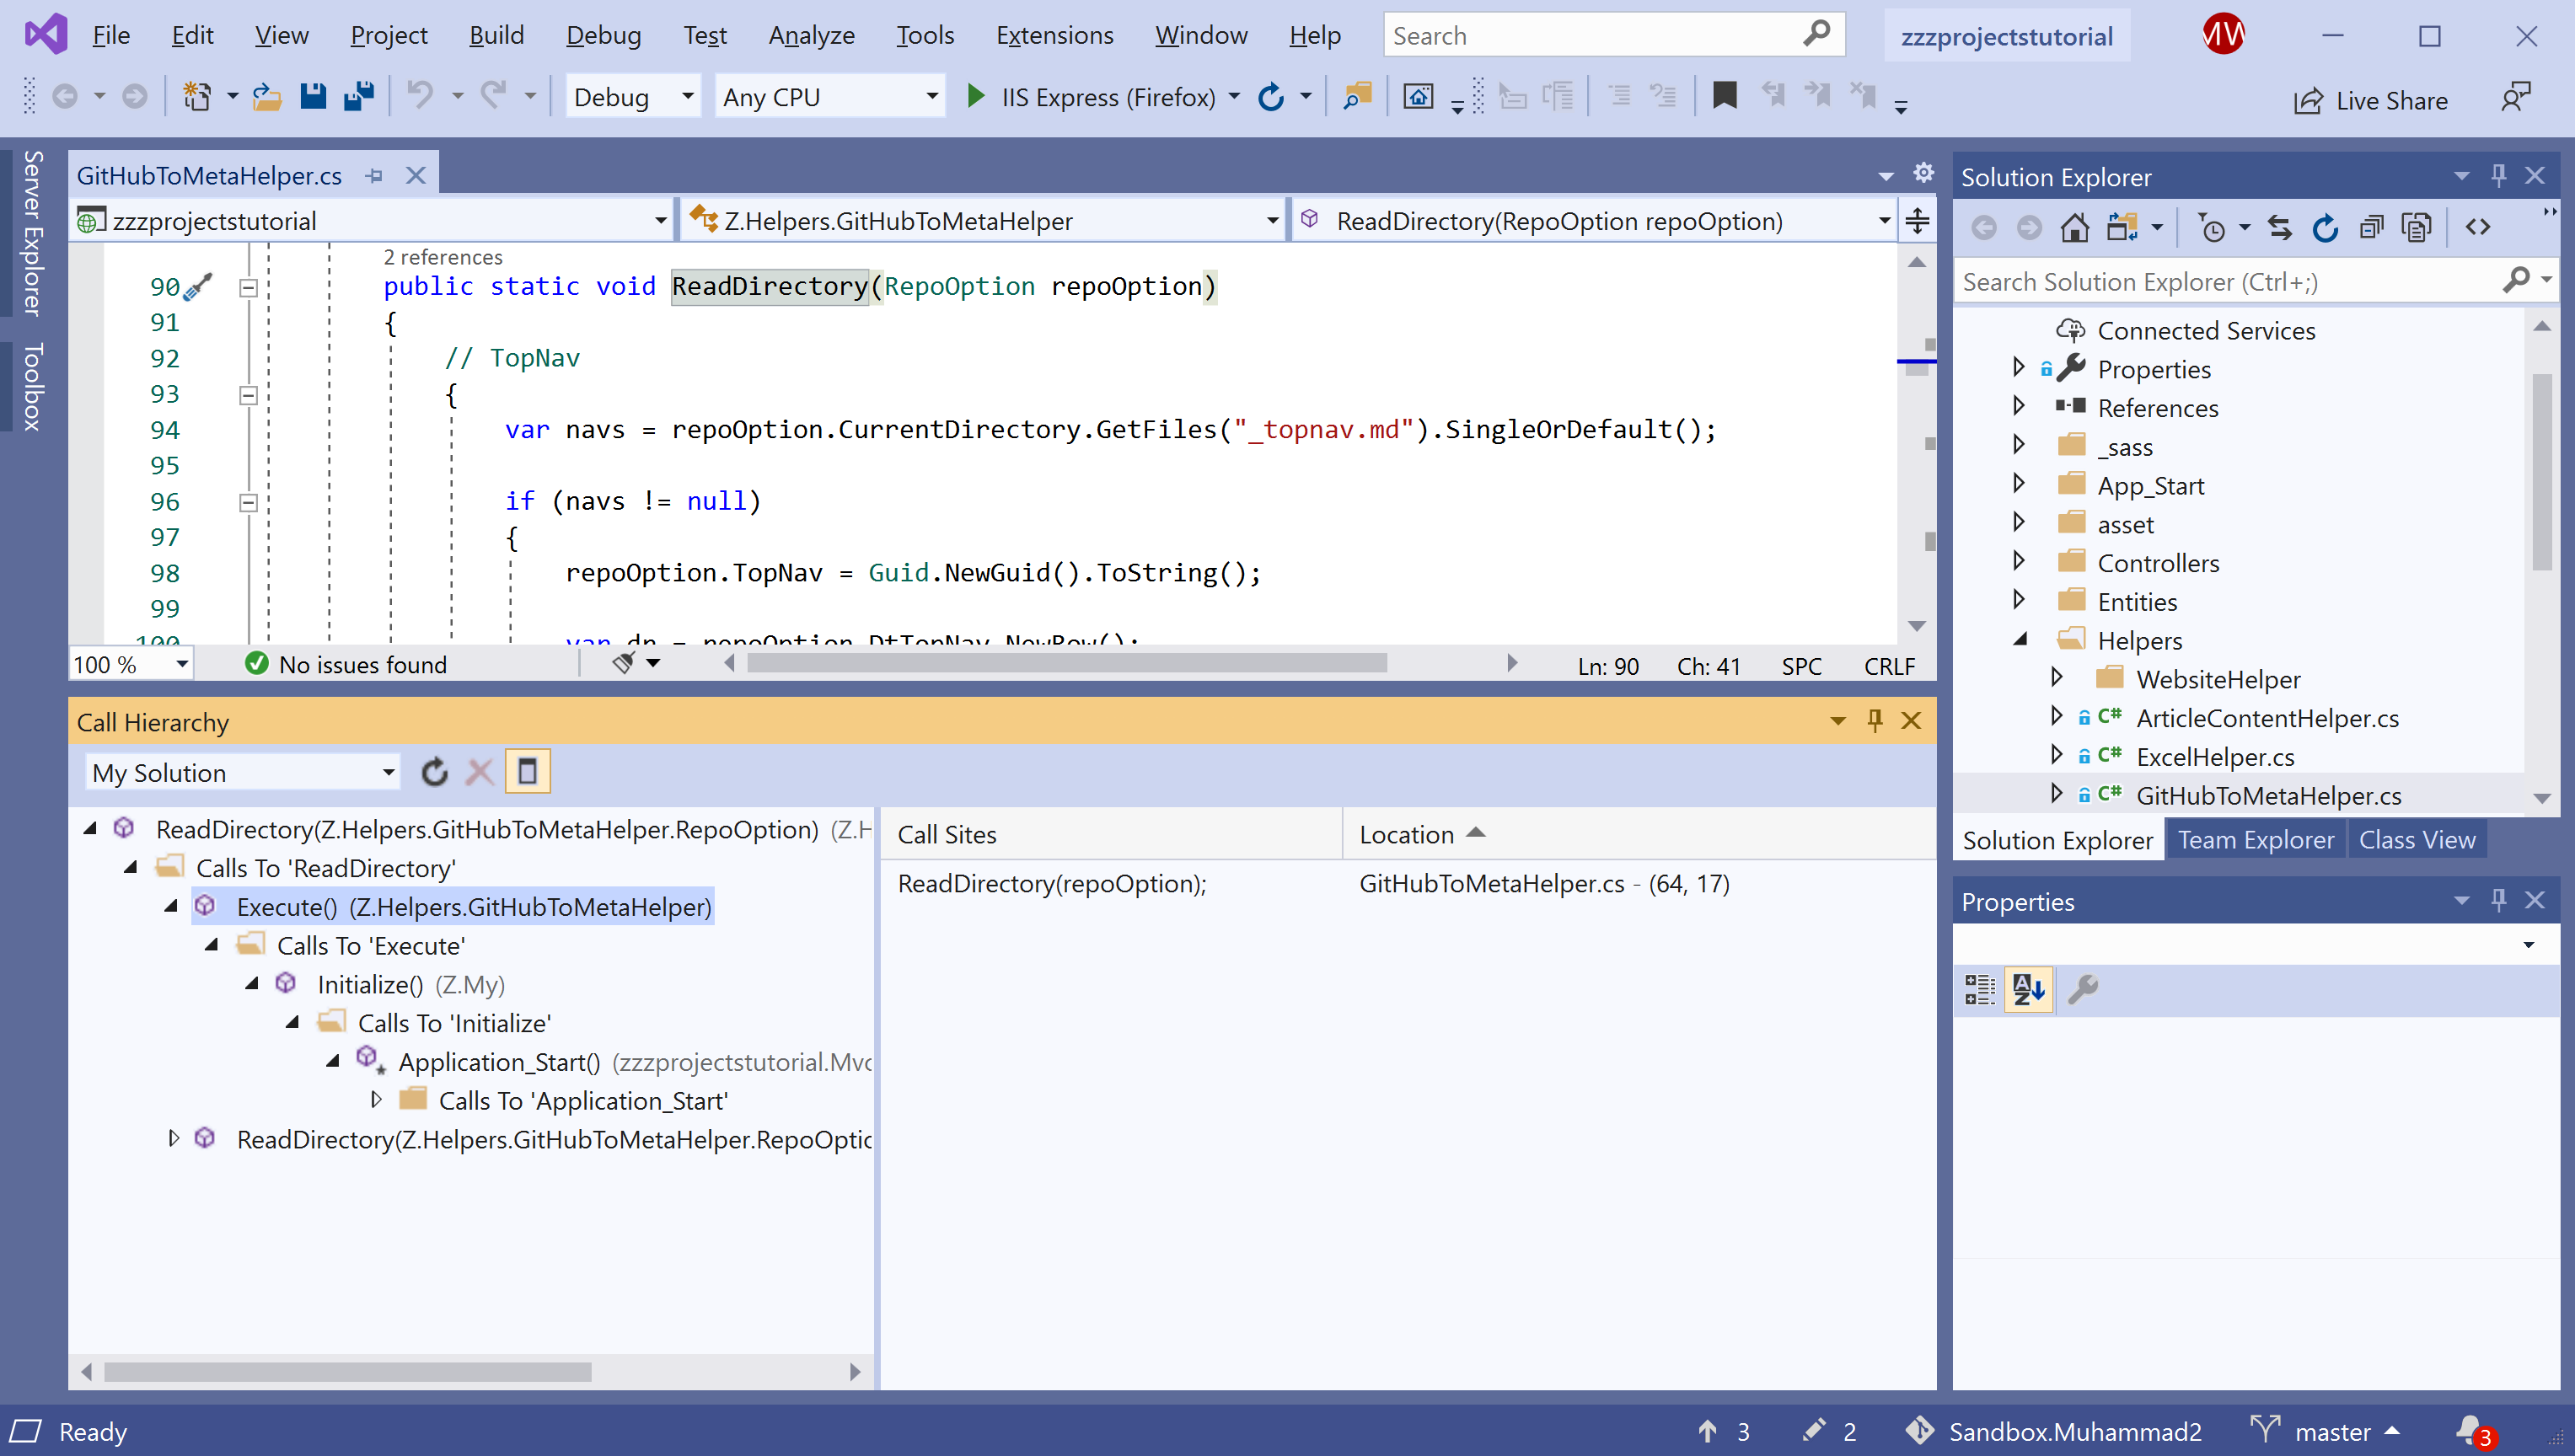 File Edit View Project Build Debug Test Analyze Tools Extensions Window Help Search zzzprojectstutorial MW
Debug Any CPU IIS Express (Firefox) Live Share
Server Explorer
Toolbox
GitHubToMetaHelper.cs
zzzprojectstutorial Z.Helpers.GitHubToMetaHelper ReadDirectory(RepoOption repoOption)
2 references
90 public static void ReadDirectory(RepoOption repoOption)
91 {
92 // TopNav
93 {
94 var navs = repoOption.CurrentDirectory.GetFiles("_topnav.md").SingleOrDefault();
95
96 if (navs != null)
97 {
98 repoOption.TopNav = Guid.NewGuid().ToString();
99
100 var dr = repoOption.DtTopNav.NewRow();
100 % No issues found Ln: 90 Ch: 41 SPC CRLF
Call Hierarchy
My Solution
ReadDirectory(Z.Helpers.GitHubToMetaHelper.RepoOption) (Z.H
Calls To 'ReadDirectory'
Execute() (Z.Helpers.GitHubToMetaHelper)
Calls To 'Execute'
Initialize() (Z.My)
Calls To 'Initialize'
Application_Start() (zzzprojectstutorial.Mvc
Calls To 'Application_Start'
ReadDirectory(Z.Helpers.GitHubToMetaHelper.RepoOptic
Call Sites Location
ReadDirectory(repoOption); GitHubToMetaHelper.cs - (64, 17)
Solution Explorer
Search Solution Explorer (Ctrl+;)
Connected Services
Properties
References
_sass
App_Start
asset
Controllers
Entities
Helpers
WebsiteHelper
C# ArticleContentHelper.cs
C# ExcelHelper.cs
C# GitHubToMetaHelper.cs
Solution Explorer Team Explorer Class View
Properties
Ready 3 2 Sandbox.Muhammad2 master 3